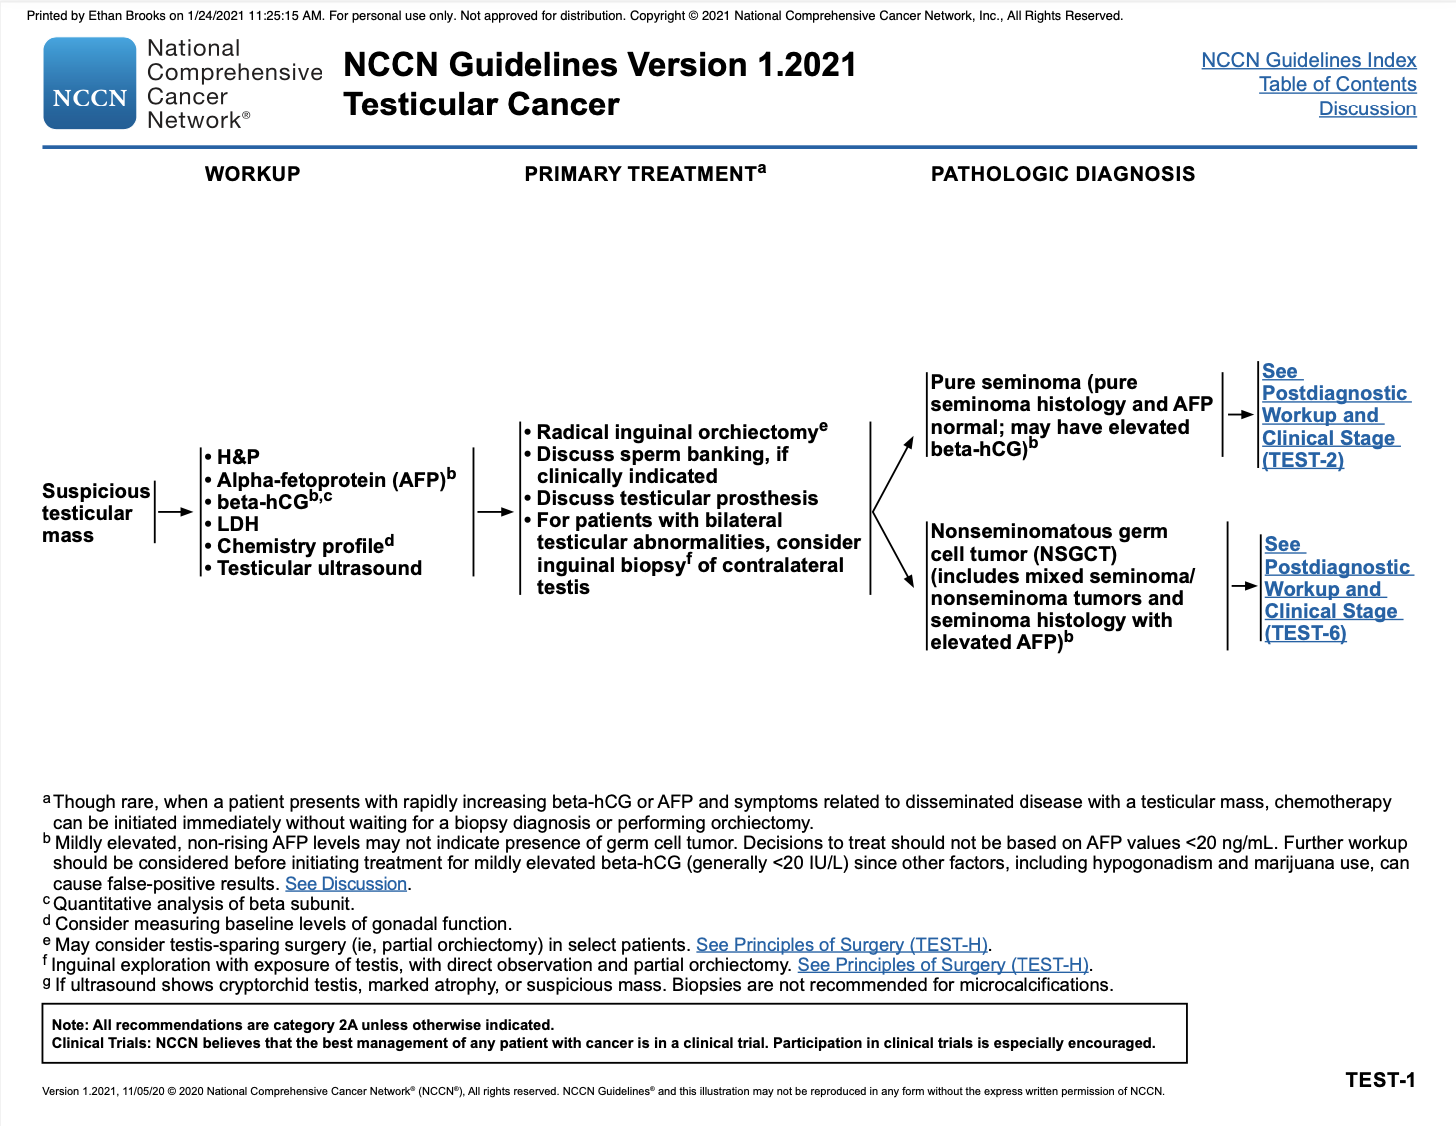 Printed by Ethan Brooks on 1/24/2021 11:25:15 AM. For personal use only. Not approved for distribution. Copyright © 2021 National Comprehensive Cancer Network, Inc., All Rights Reserved.
NCCN
National
Comprehensive
Cancer
Network®
NCCN Guidelines Version 1.2021
Testicular Cancer
NCCN Guidelines Index
Table of Contents
Discussion
WORKUP
PRIMARY TREATMENTa
PATHOLOGIC DIAGNOSIS
Suspicious
testicular
mass
• H&P
• Alpha-fetoprotein (AFP)b
• beta-hCGb,c
• LDH
• Chemistry profiled
• Testicular ultrasound
• Radical inguinal orchiectomye
• Discuss sperm banking, if
clinically indicated
• Discuss testicular prosthesis
• For patients with bilateral
testicular abnormalities, consider
inguinal biopsyf of contralateral
testis
Pure seminoma (pure
seminoma histology and AFP
normal; may have elevated
beta-hCG)b
See
Postdiagnostic
Workup and
Clinical Stage
(TEST-2)
Nonseminomatous germ
cell tumor (NSGCT)
(includes mixed seminoma/
nonseminoma tumors and
seminoma histology with
elevated AFP)b
See
Postdiagnostic
Workup and
Clinical Stage
(TEST-6)
a Though rare, when a patient presents with rapidly increasing beta-hCG or AFP and symptoms related to disseminated disease with a testicular mass, chemotherapy
can be initiated immediately without waiting for a biopsy diagnosis or performing orchiectomy.
b Mildly elevated, non-rising AFP levels may not indicate presence of germ cell tumor. Decisions to treat should not be based on AFP values <20 ng/mL. Further workup
should be considered before initiating treatment for mildly elevated beta-hCG (generally <20 IU/L) since other factors, including hypogonadism and marijuana use, can
cause false-positive results. See Discussion.
c Quantitative analysis of beta subunit.
d Consider measuring baseline levels of gonadal function.
e May consider testis-sparing surgery (ie, partial orchiectomy) in select patients. See Principles of Surgery (TEST-H).
f Inguinal exploration with exposure of testis, with direct observation and partial orchiectomy. See Principles of Surgery (TEST-H).
g If ultrasound shows cryptorchid testis, marked atrophy, or suspicious mass. Biopsies are not recommended for microcalcifications.
Note: All recommendations are category 2A unless otherwise indicated.
Clinical Trials: NCCN believes that the best management of any patient with cancer is in a clinical trial. Participation in clinical trials is especially encouraged.
TEST-1
Version 1.2021, 11/05/20 © 2020 National Comprehensive Cancer Network® (NCCN®), All rights reserved. NCCN Guidelines® and this illustration may not be reproduced in any form without the express written permission of NCCN.